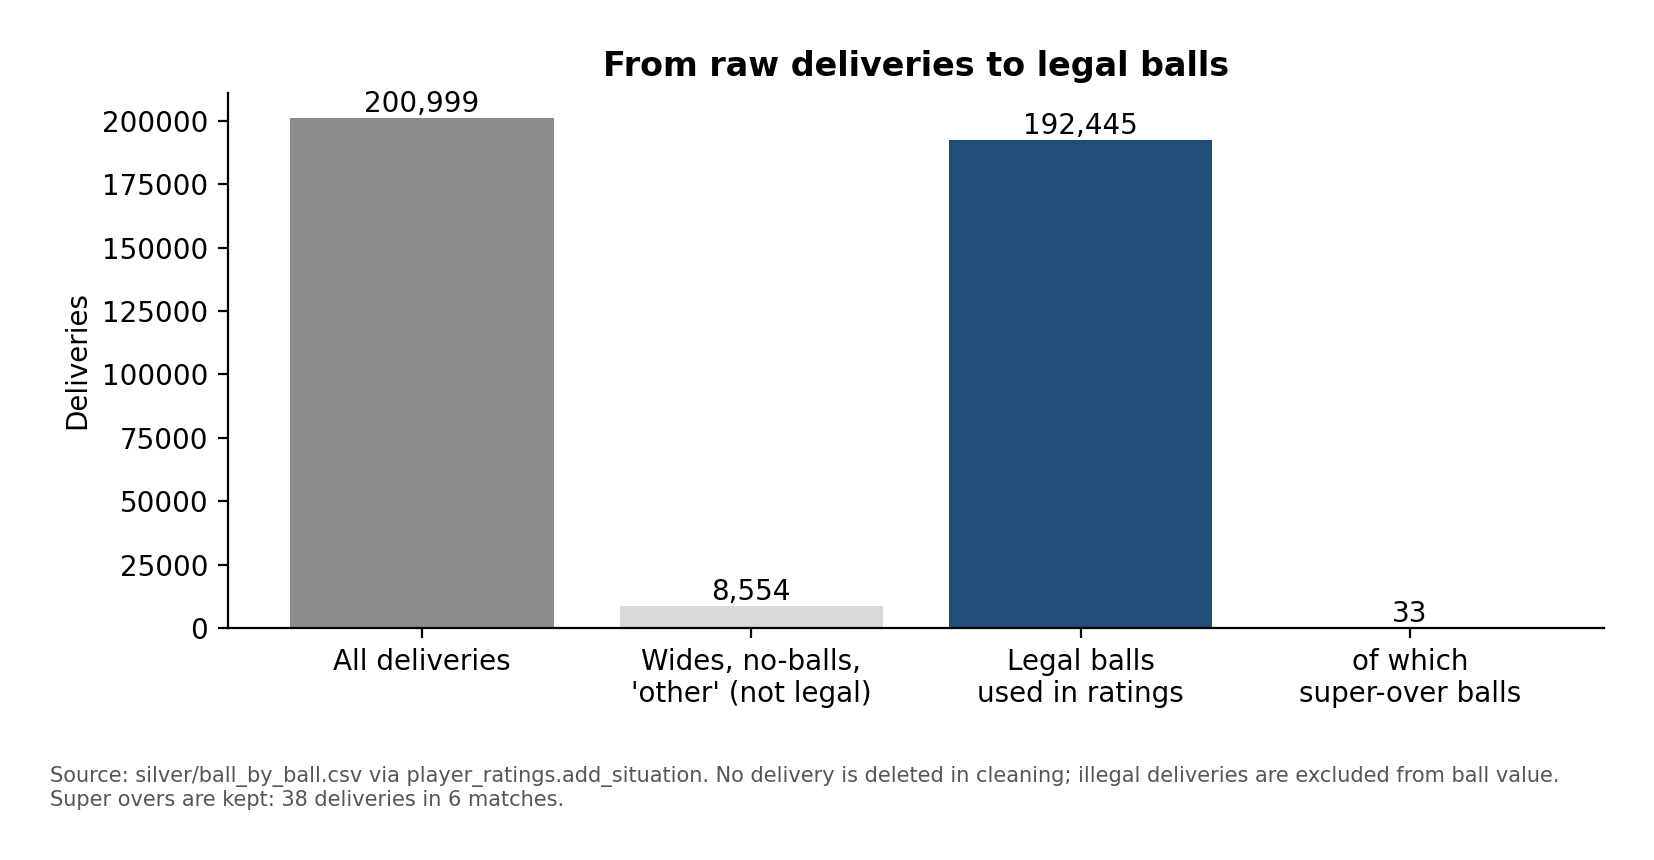 From raw deliveries to legal balls
Deliveries
200000
175000
150000
125000
100000
75000
50000
25000
0
200,999
8,554
192,445
33
All deliveries
Wides, no-balls,
'other' (not legal)
Legal balls
used in ratings
of which
super-over balls
Source: silver/ball_by_ball.csv via player_ratings.add_situation. No delivery is deleted in cleaning; illegal deliveries are excluded from ball value.
Super overs are kept: 38 deliveries in 6 matches.